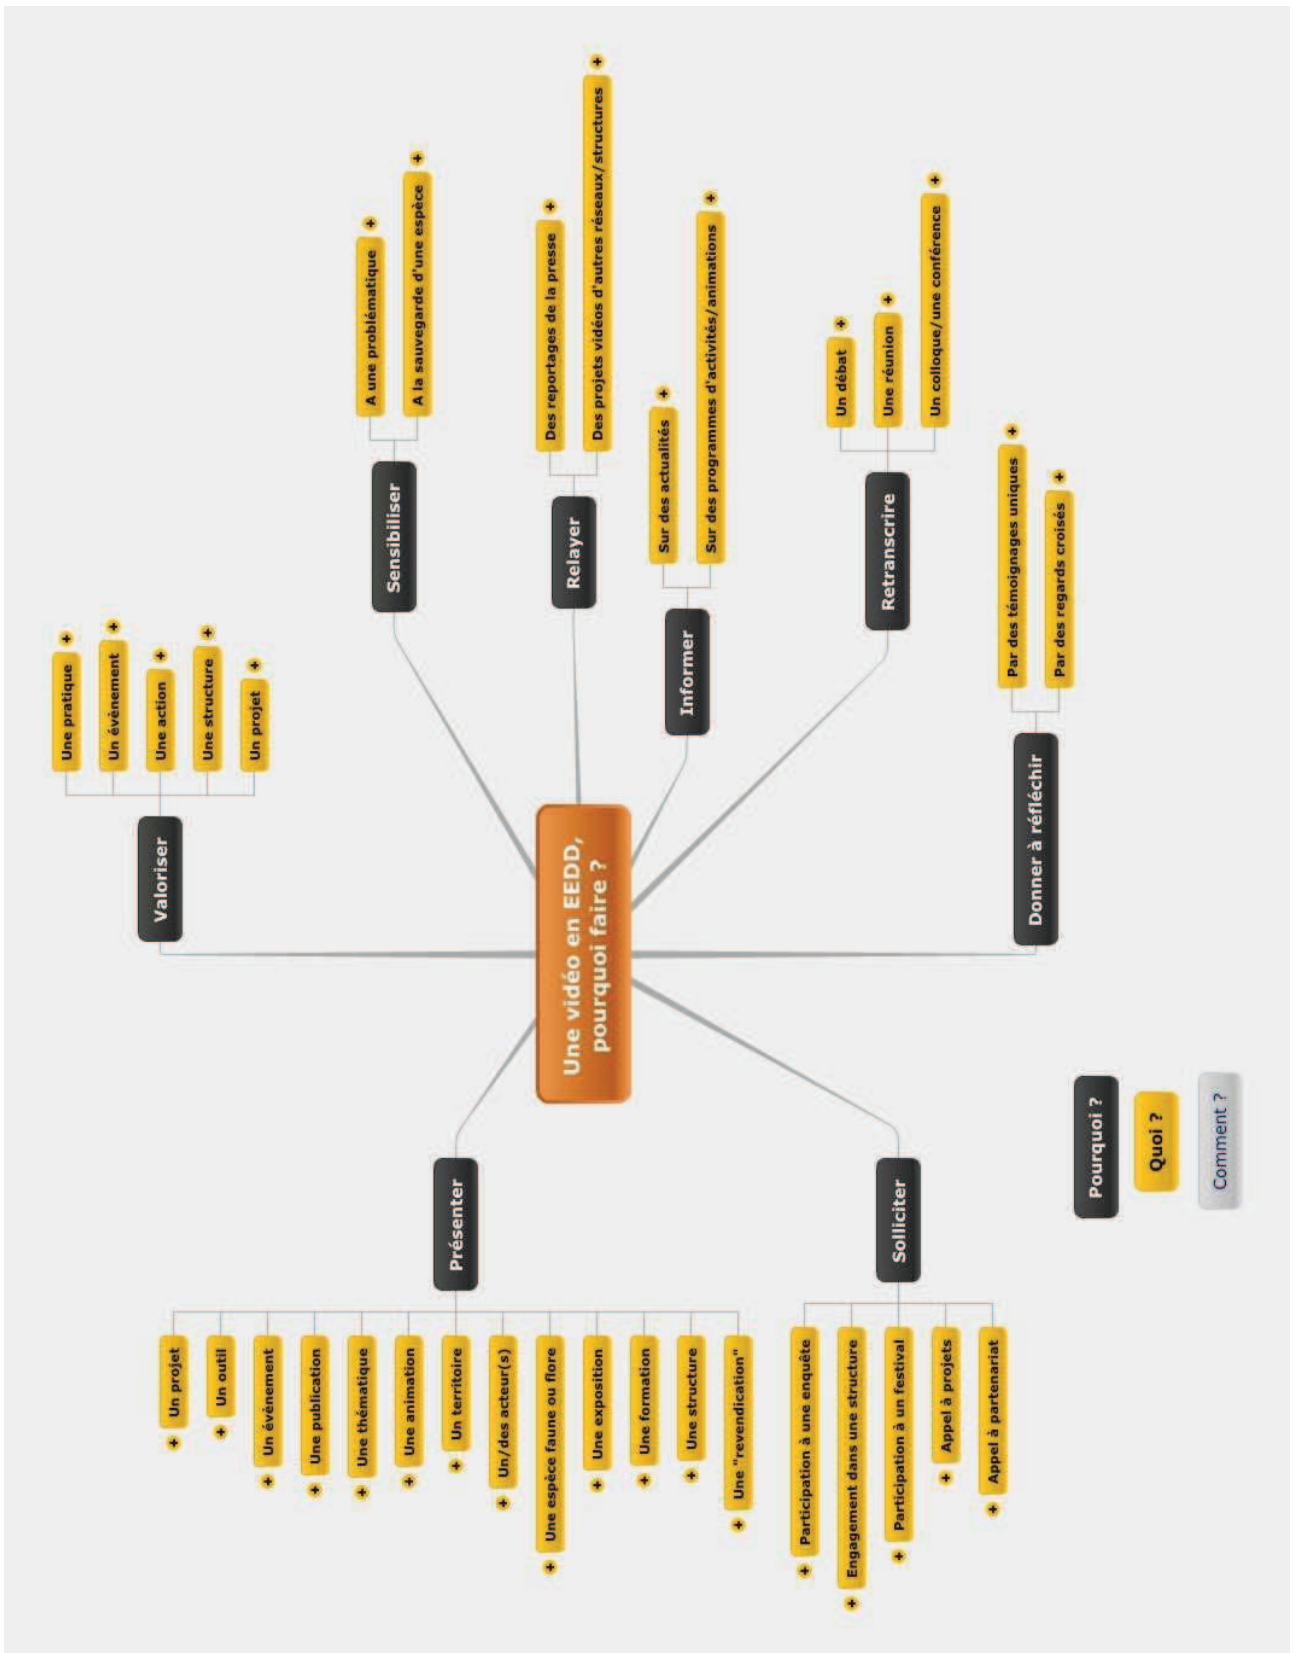 Une vidéo en EEDD,
pourquoi faire ?
Valoriser
Une pratique
Un évènement
Une action
Une structure
Un projet
Sensibiliser
A une problématique
A la sauvegarde d'une espèce
Relayer
Des reportages de la presse
Des projets vidéos d'autres réseaux/structures
Informer
Sur des actualités
Sur des programmes d'activités/animations
Retranscrire
Un débat
Une réunion
Un colloque/une conférence
Donner à réfléchir
Par des témoignages uniques
Par des regards croisés
Présenter
Un projet
Un outil
Un évènement
Une publication
Une thématique
Une animation
Un territoire
Un/des acteur(s)
Une espèce faune ou flore
Une exposition
Une formation
Une structure
Une "revendication"
Solliciter
Participation à une enquête
Engagement dans une structure
Participation à un festival
Appel à projets
Appel à partenariat
Pourquoi ?
Quoi ?
Comment ?